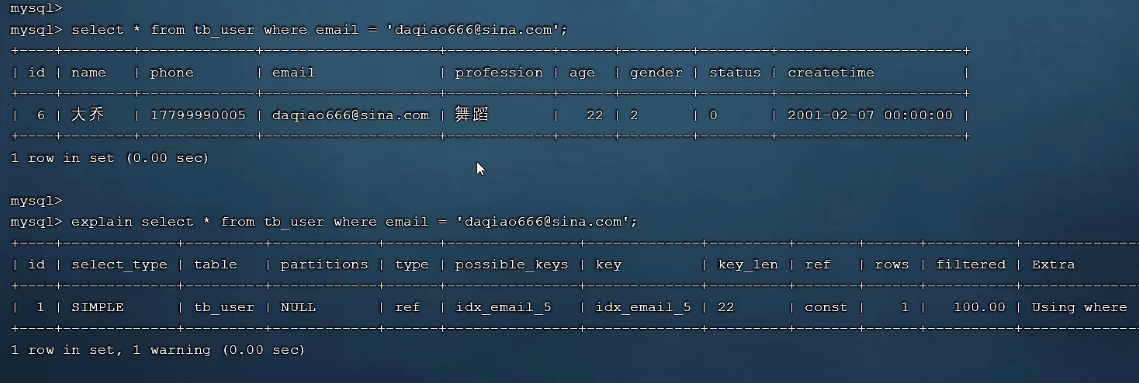 mysql>
mysql> select * from tb_user where email = 'daqiao666@sina.com';
+----+--------+-------------+--------------------+------------+------+--------+--------+---------------------+
| id | name | phone | email | profession | age | gender | status | createtime |
+----+--------+-------------+--------------------+------------+------+--------+--------+---------------------+
| 6 | 大乔 | 17799990005 | daqiao666@sina.com | 舞蹈 | 22 | 2 | 0 | 2001-02-07 00:00:00 |
+----+--------+-------------+--------------------+------------+------+--------+--------+---------------------+
1 row in set (0.00 sec)
mysql>
mysql> explain select * from tb_user where email = 'daqiao666@sina.com';
+----+-------------+---------+------------+------+---------------+-------------+---------+-------+------+----------+-------------
| id | select_type | table | partitions | type | possible_keys | key | key_len | ref | rows | filtered | Extra
+----+-------------+---------+------------+------+---------------+-------------+---------+-------+------+----------+-------------
| 1 | SIMPLE | tb_user | NULL | ref | idx_email_5 | idx_email_5 | 22 | const | 1 | 100.00 | Using where
+----+-------------+---------+------------+------+---------------+-------------+---------+-------+------+----------+-------------
1 row in set, 1 warning (0.00 sec)